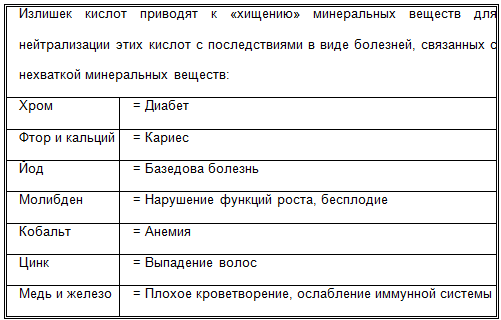 Излишек кислот приводят к «хищению» минеральных веществ для
нейтрализации этих кислот с последствиями в виде болезней, связанных с
нехваткой минеральных веществ:
Хром = Диабет
Фтор и кальций = Кариес
Йод = Базедова болезнь
Молибден = Нарушение функций роста, бесплодие
Кобальт = Анемия
Цинк = Выпадение волос
Медь и железо = Плохое кроветворение, ослабление иммунной системы